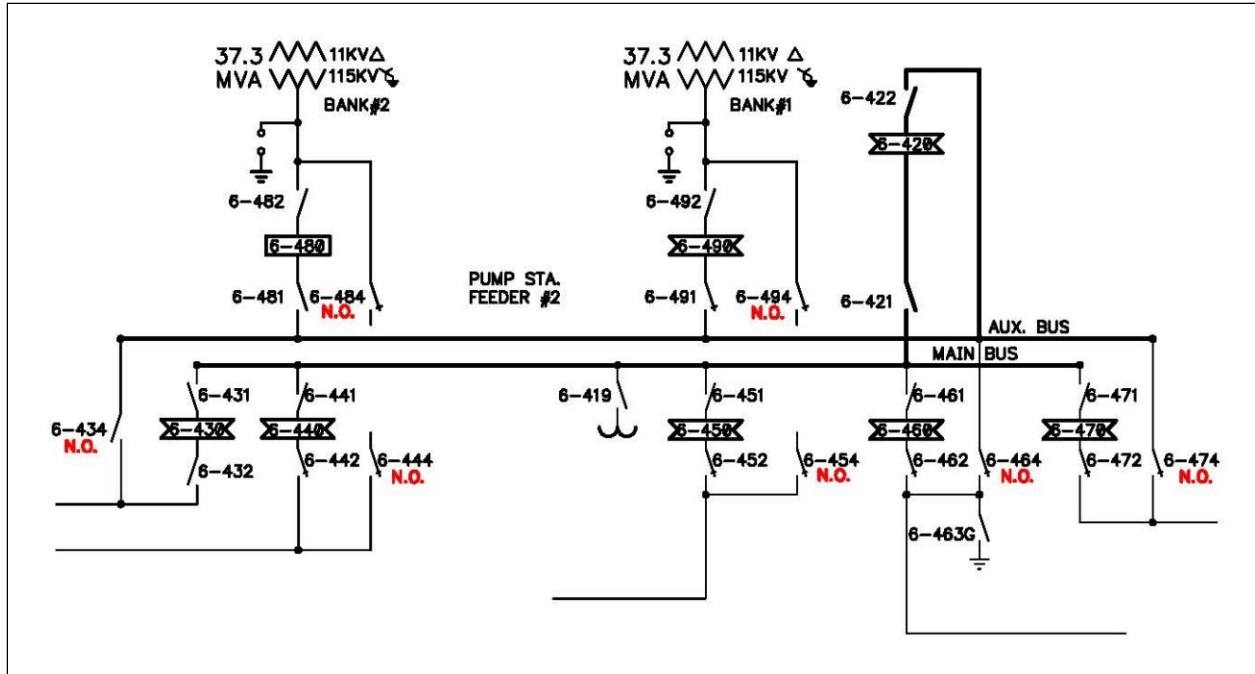 37.3 11KV△
MVA 115KV
BANK#2
37.3 11KV△
MVA 115KV
BANK#1
6-422
6-420
6-482
6-492
6-480
6-490
PUMP STA.
FEEDER #2
6-481
6-484
N.O.
6-491
6-494
N.O.
6-421
AUX. BUS
MAIN BUS
6-431
6-441
6-419
6-451
6-461
6-471
6-434
N.O.
6-430
6-440
6-450
6-460
6-470
6-432
6-442
6-444
N.O.
6-452
6-454
N.O.
6-462
6-464
N.O.
6-472
6-474
N.O.
6-463G